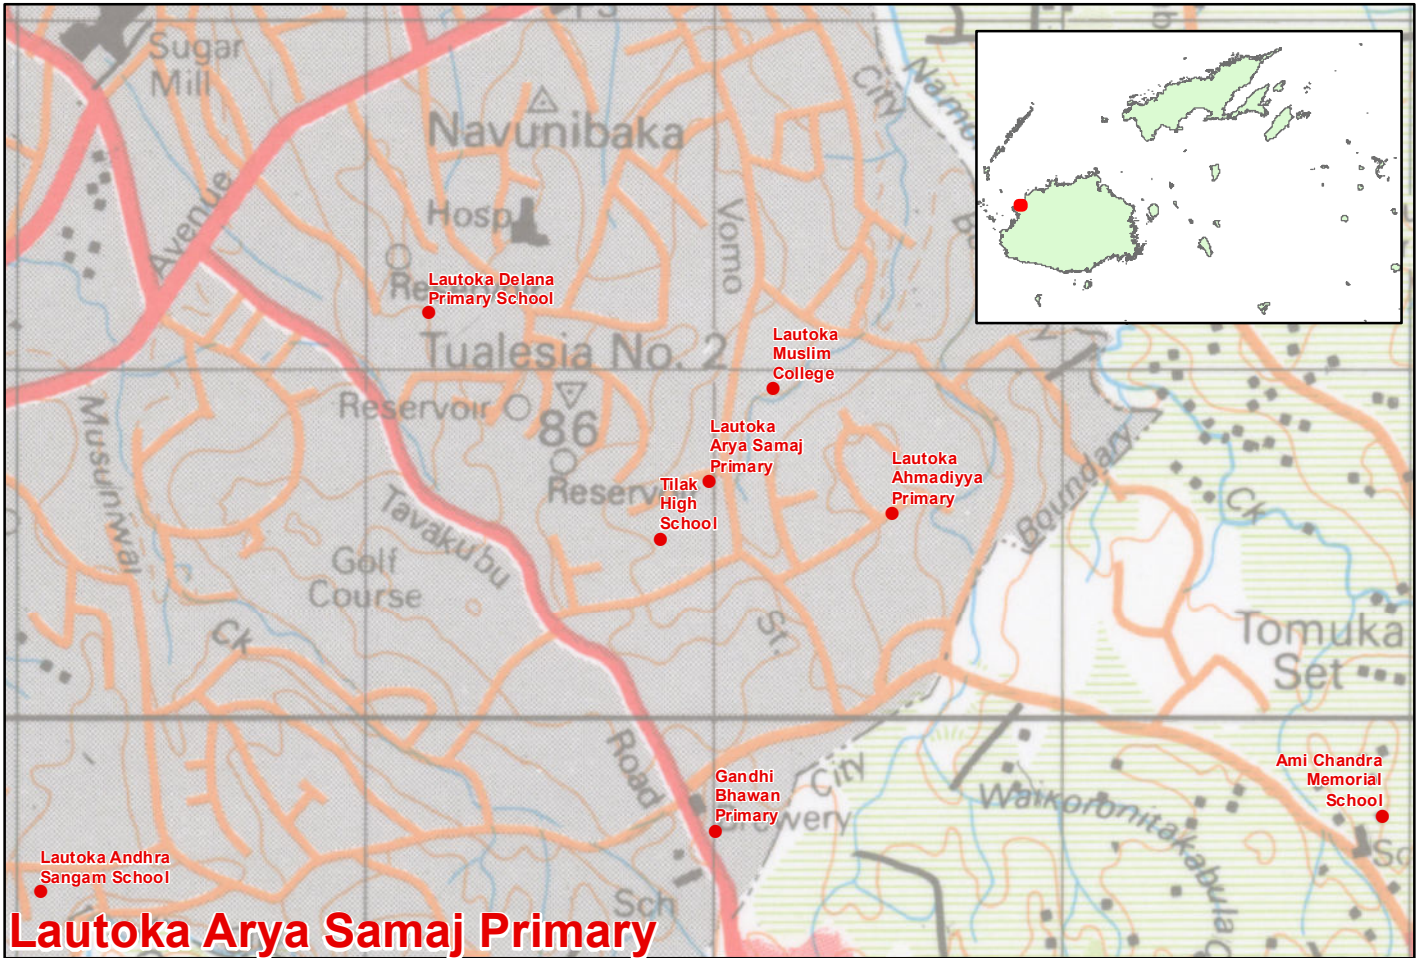 PS
Sugar
Mill
City
Namo
Navunibaka
Avenue
Hosp
Vomo
Lautoka Delana
Primary School
Tualesia No. 2
Lautoka
Muslim
College
Reservoir
86
Musuniwai
Lautoka
Arya Samaj
Primary
Lautoka
Ahmadiyya
Primary
Tilak
High
School
Boundary
Ck
Tavakubu
Golf
Course
Ck
St.
Tomuka
Set
Road
City
Gandhi
Bhawan
Primary
Brewery
Waikoronitakabula
Ami Chandra
Memorial
School
Lautoka Andhra
Sangam School
Sch
Lautoka Arya Samaj Primary